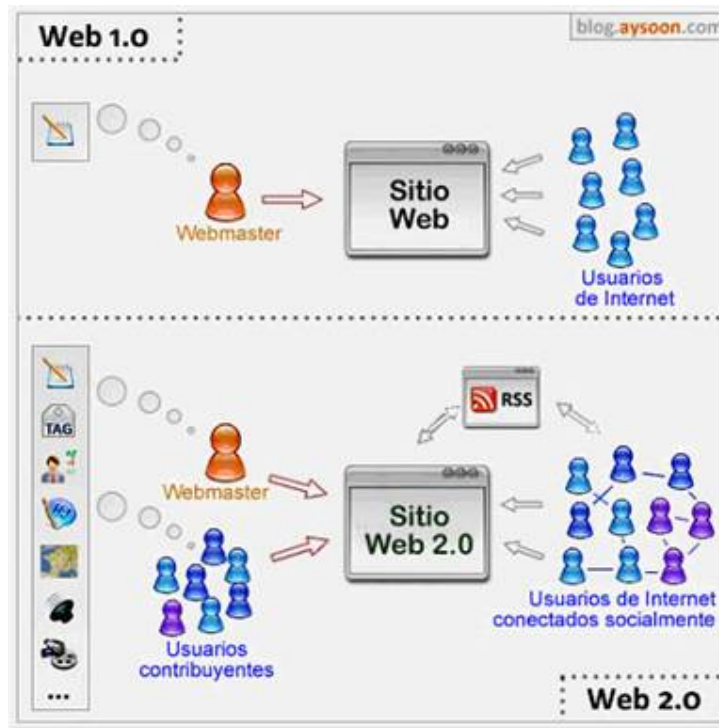 Web 1.0
blog.aysoon.com
Sitio
Web
Webmaster
Usuarios
de Internet
TAG
RSS
Webmaster
Sitio
Web 2.0
Usuarios
contribuyentes
Usuarios de Internet
conectados socialmente
...
Web 2.0